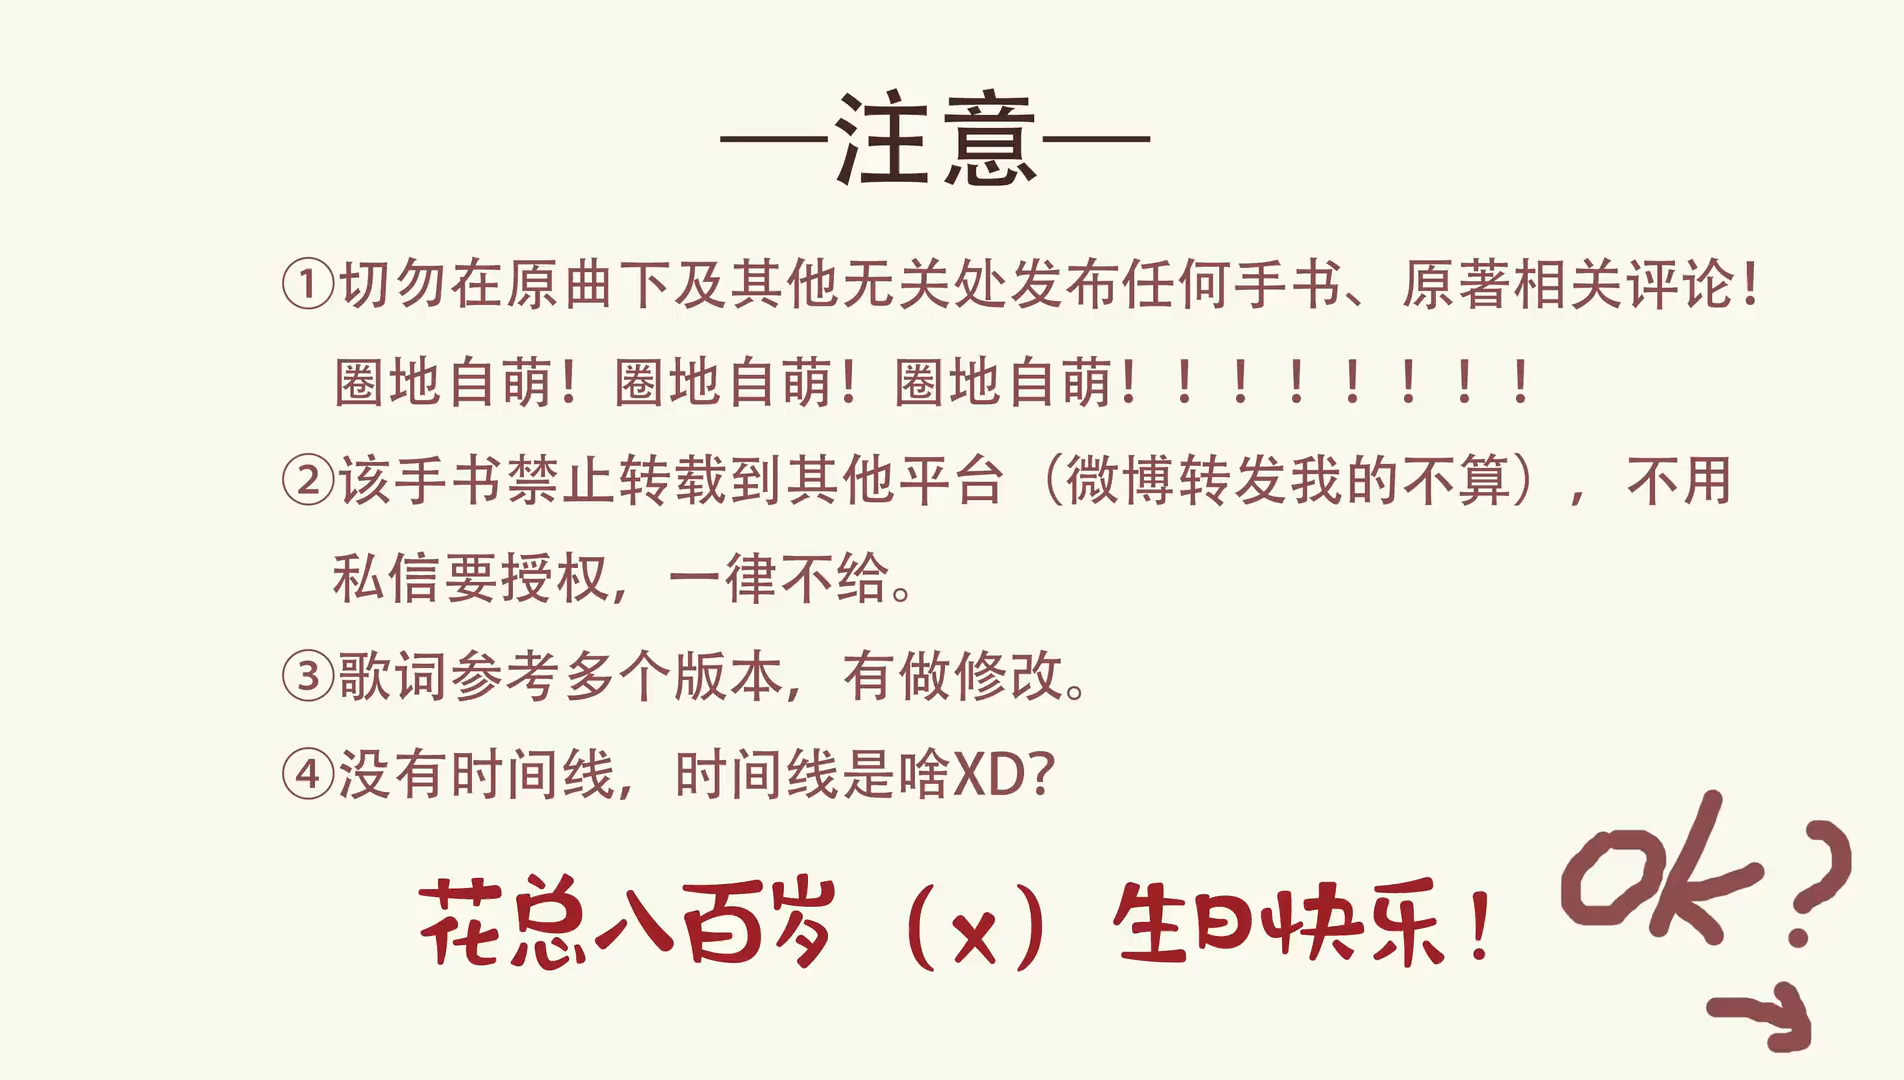 —注意—
①切勿在原曲下及其他无关处发布任何手书、原著相关评论！
圈地自萌！圈地自萌！圈地自萌！！！！！！！！
②该手书禁止转载到其他平台（微博转发我的不算），不用
私信要授权，一律不给。
③歌词参考多个版本，有做修改。
④没有时间线，时间线是啥XD？
花总八百岁（x）生日快乐！
OK?
→